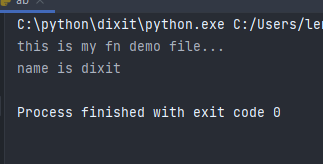 ab
C:\python\dixit\python.exe C:/Users/le
this is my fn demo file...
name is dixit
Process finished with exit code 0